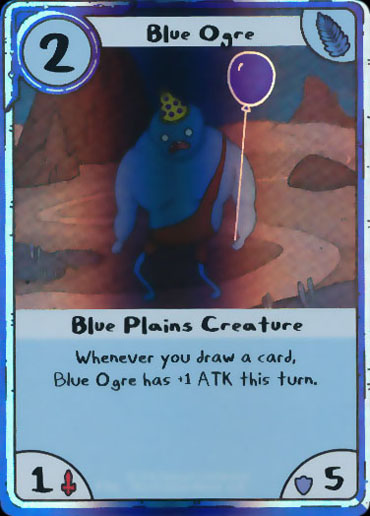 2
Blue Ogre
Blue Plains Creature
Whenever you draw a card,
Blue Ogre has +1 ATK this turn.
1
5